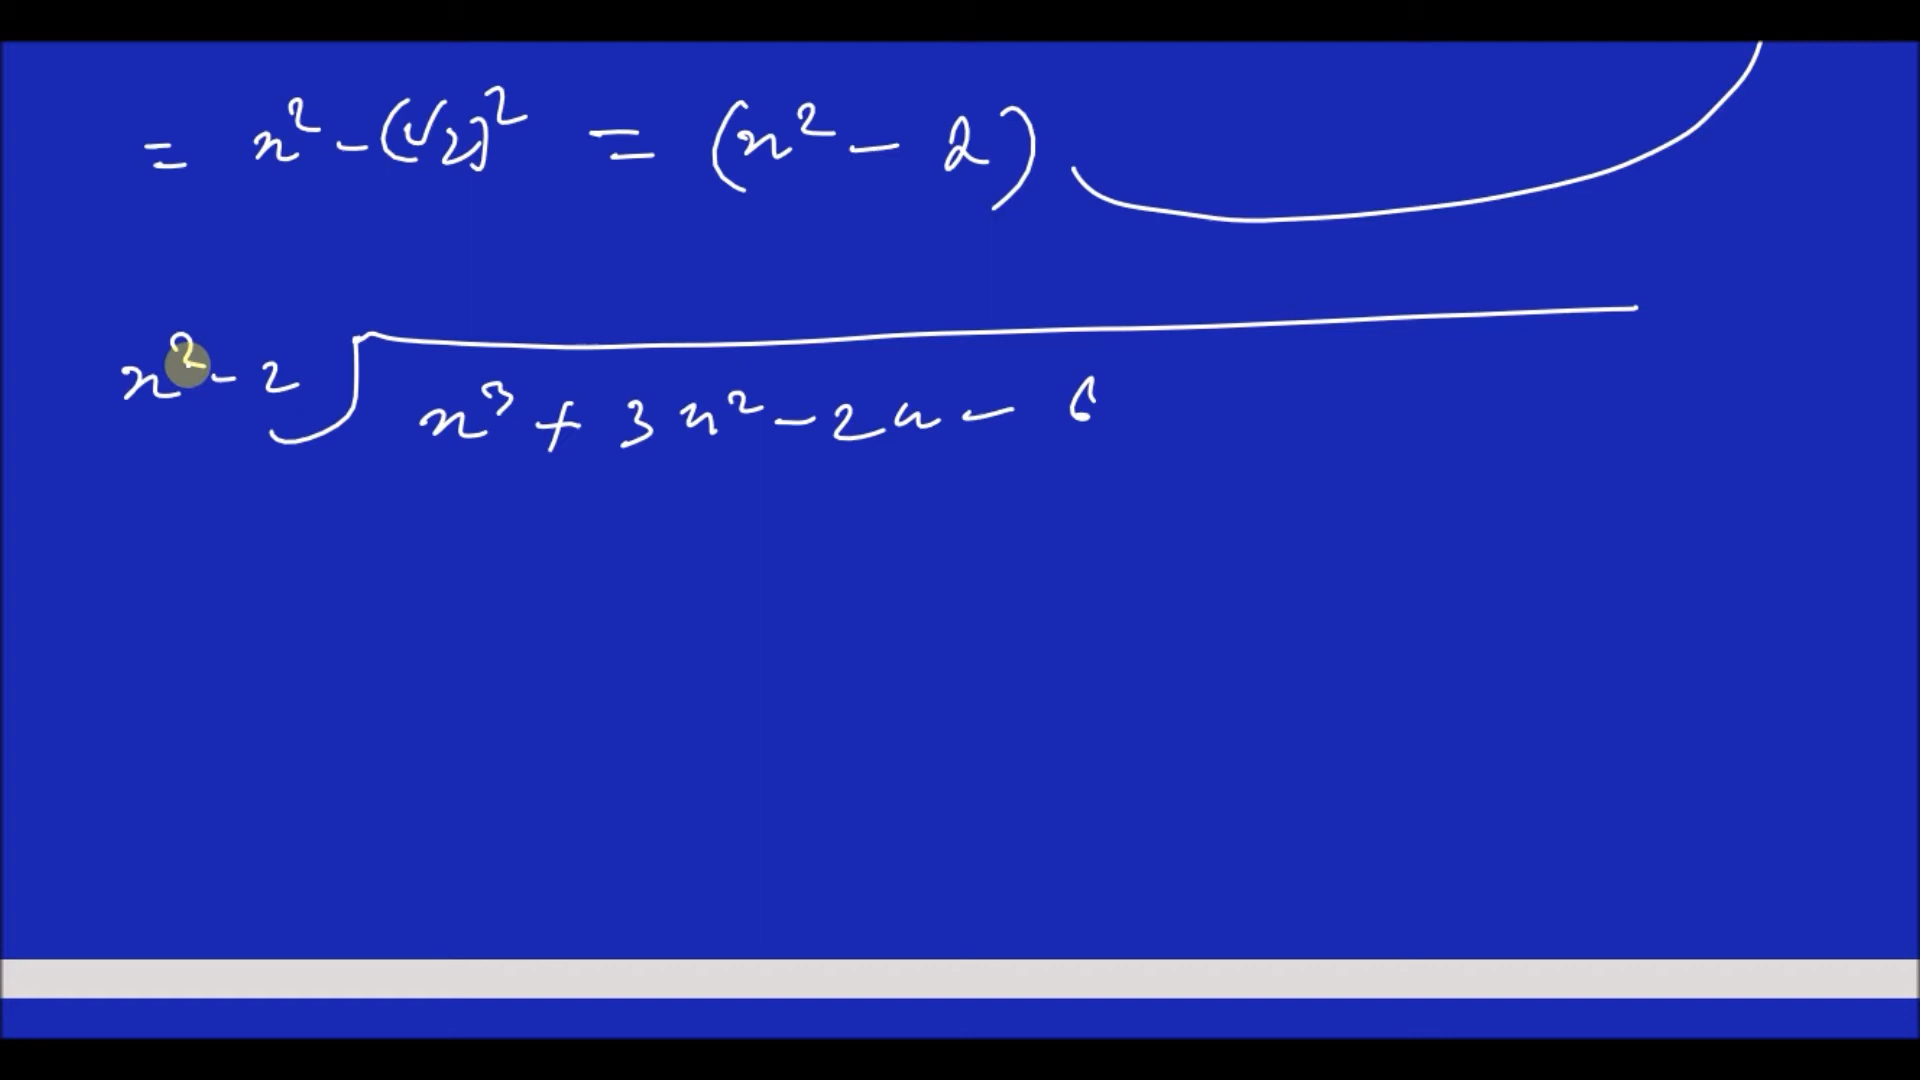 = x² - (√2)² = (x² - 2)
x² - 2 ) x³ + 3x² - 2x - 6